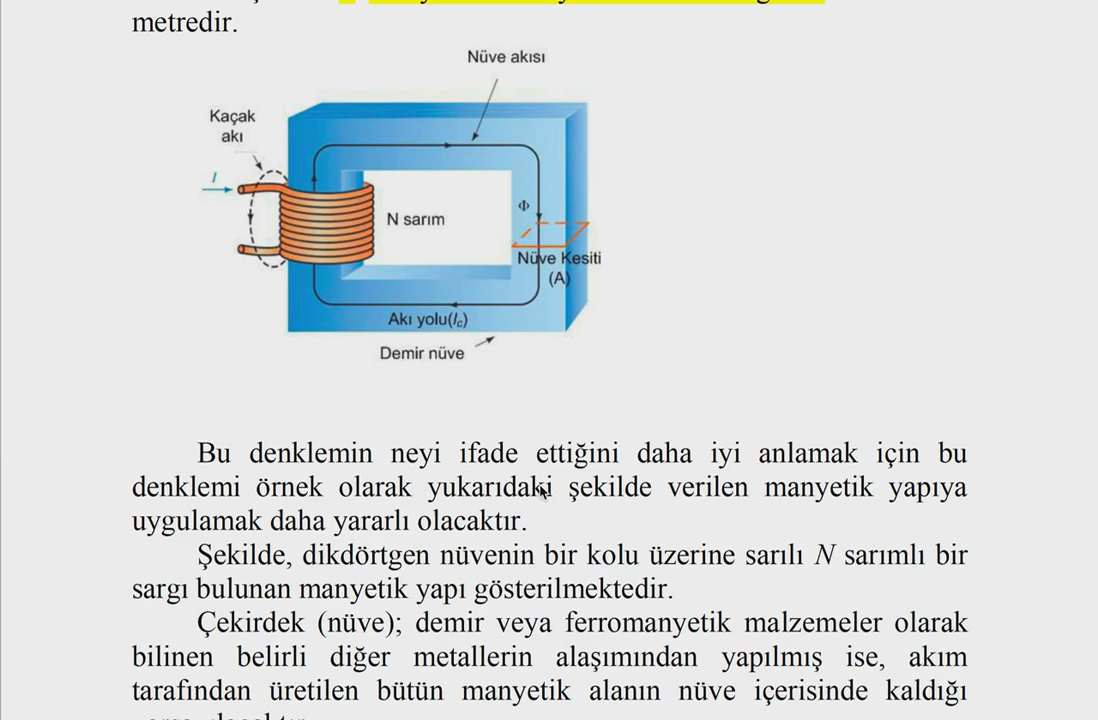 metredir.
Nüve akısı
Kaçak
akı
I
N sarım
Φ
Nüve Kesiti
(A)
Akı yolu(lc)
Demir nüve
Bu denklemin neyi ifade ettiğini daha iyi anlamak için bu
denklemi örnek olarak yukarıdaki şekilde verilen manyetik yapıya
uygulamak daha yararlı olacaktır.
Şekilde, dikdörtgen nüvenin bir kolu üzerine sarılı N sarımlı bir
sargı bulunan manyetik yapı gösterilmektedir.
Çekirdek (nüve); demir veya ferromanyetik malzemeler olarak
bilinen belirli diğer metallerin alaşımından yapılmış ise, akım
tarafından üretilen bütün manyetik alanın nüve içerisinde kaldığı